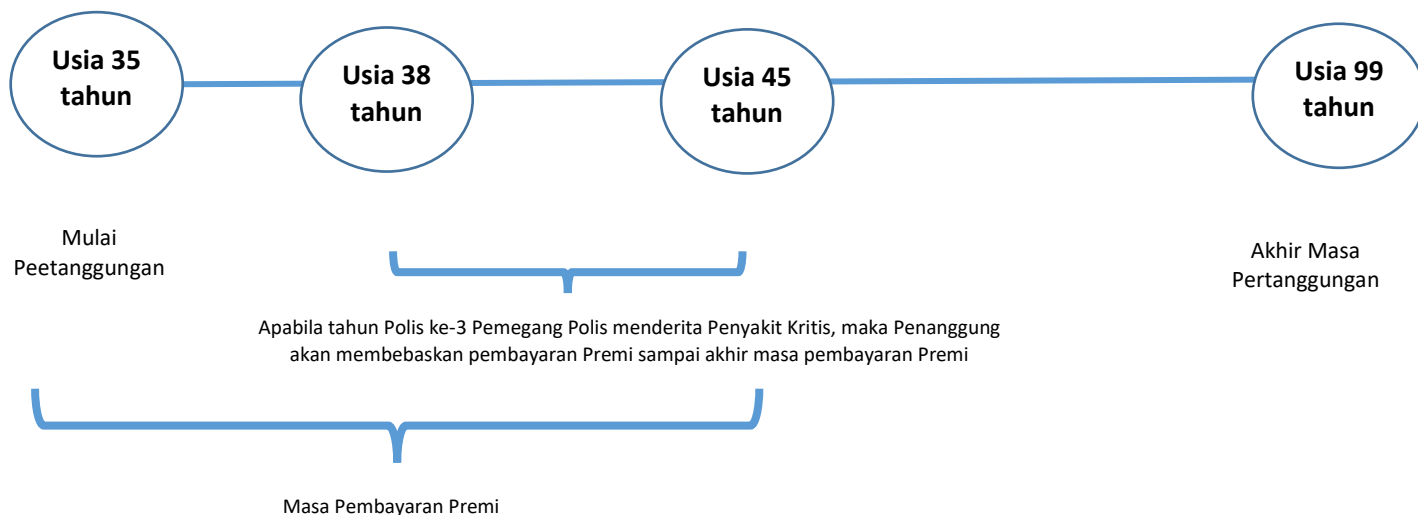 Usia 35
tahun
Usia 38
tahun
Usia 45
tahun
Usia 99
tahun
Mulai
Peetanggungan
Akhir Masa
Pertanggungan
Apabila tahun Polis ke-3 Pemegang Polis menderita Penyakit Kritis, maka Penanggung
akan membebaskan pembayaran Premi sampai akhir masa pembayaran Premi
Masa Pembayaran Premi